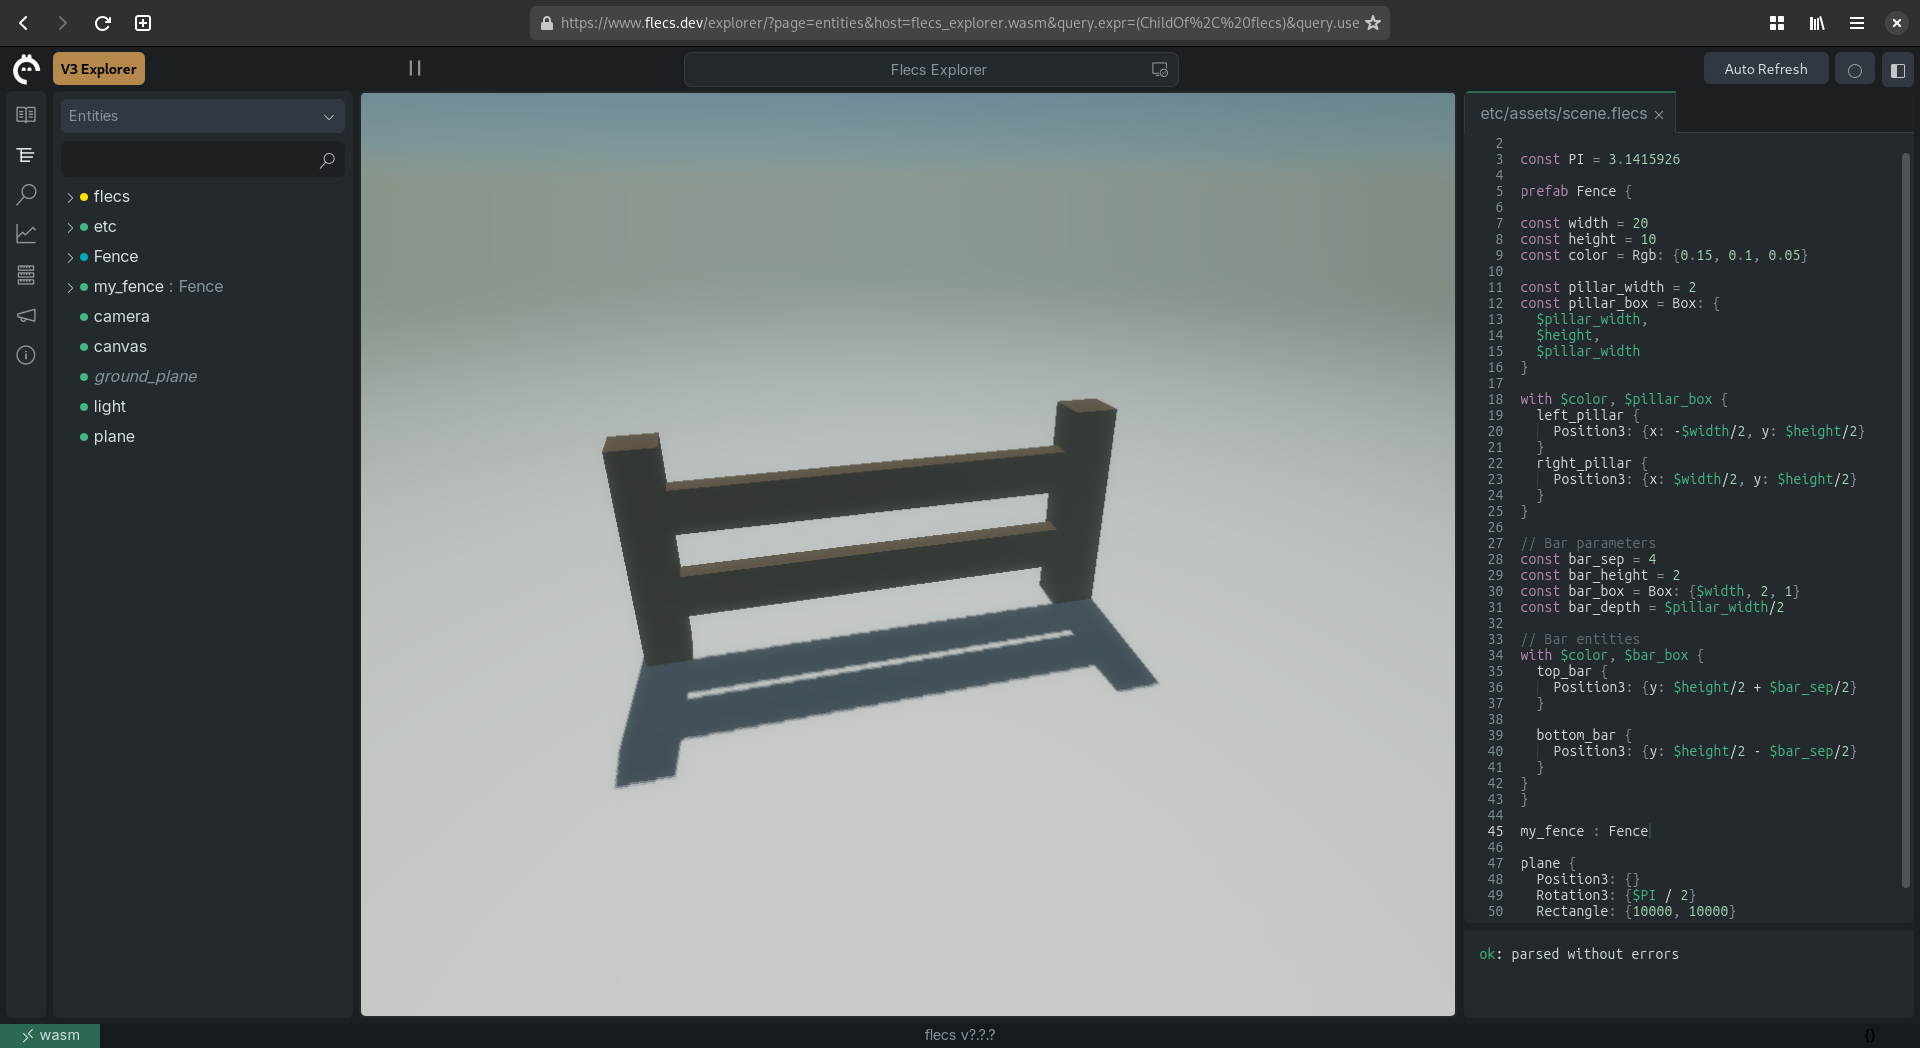 https://www.flecs.dev/explorer/?page=entities&host=flecs_explorer.wasm&query.expr=(ChildOf%2C%20flecs)&query.use
V3 Explorer
Flecs Explorer
Auto Refresh
Entities
flecs
etc
Fence
my_fence : Fence
camera
canvas
ground_plane
light
plane
etc/assets/scene.flecs
2
3 const PI = 3.1415926
4
5 prefab Fence {
6
7 const width = 20
8 const height = 10
9 const color = Rgb: {0.15, 0.1, 0.05}
10
11 const pillar_width = 2
12 const pillar_box = Box: {
13   $pillar_width,
14   $height,
15   $pillar_width
16 }
17
18 with $color, $pillar_box {
19   left_pillar {
20     Position3: {x: -$width/2, y: $height/2}
21   }
22   right_pillar {
23     Position3: {x: $width/2, y: $height/2}
24   }
25 }
26
27 // Bar parameters
28 const bar_sep = 4
29 const bar_height = 2
30 const bar_box = Box: {$width, 2, 1}
31 const bar_depth = $pillar_width/2
32
33 // Bar entities
34 with $color, $bar_box {
35   top_bar {
36     Position3: {y: $height/2 + $bar_sep/2}
37   }
38
39   bottom_bar {
40     Position3: {y: $height/2 - $bar_sep/2}
41   }
42 }
43 }
44
45 my_fence : Fence
46
47 plane {
48   Position3: {}
49   Rotation3: {$PI / 2}
50   Rectangle: {10000, 10000}
ok: parsed without errors
wasm
flecs v?.?.?
{}